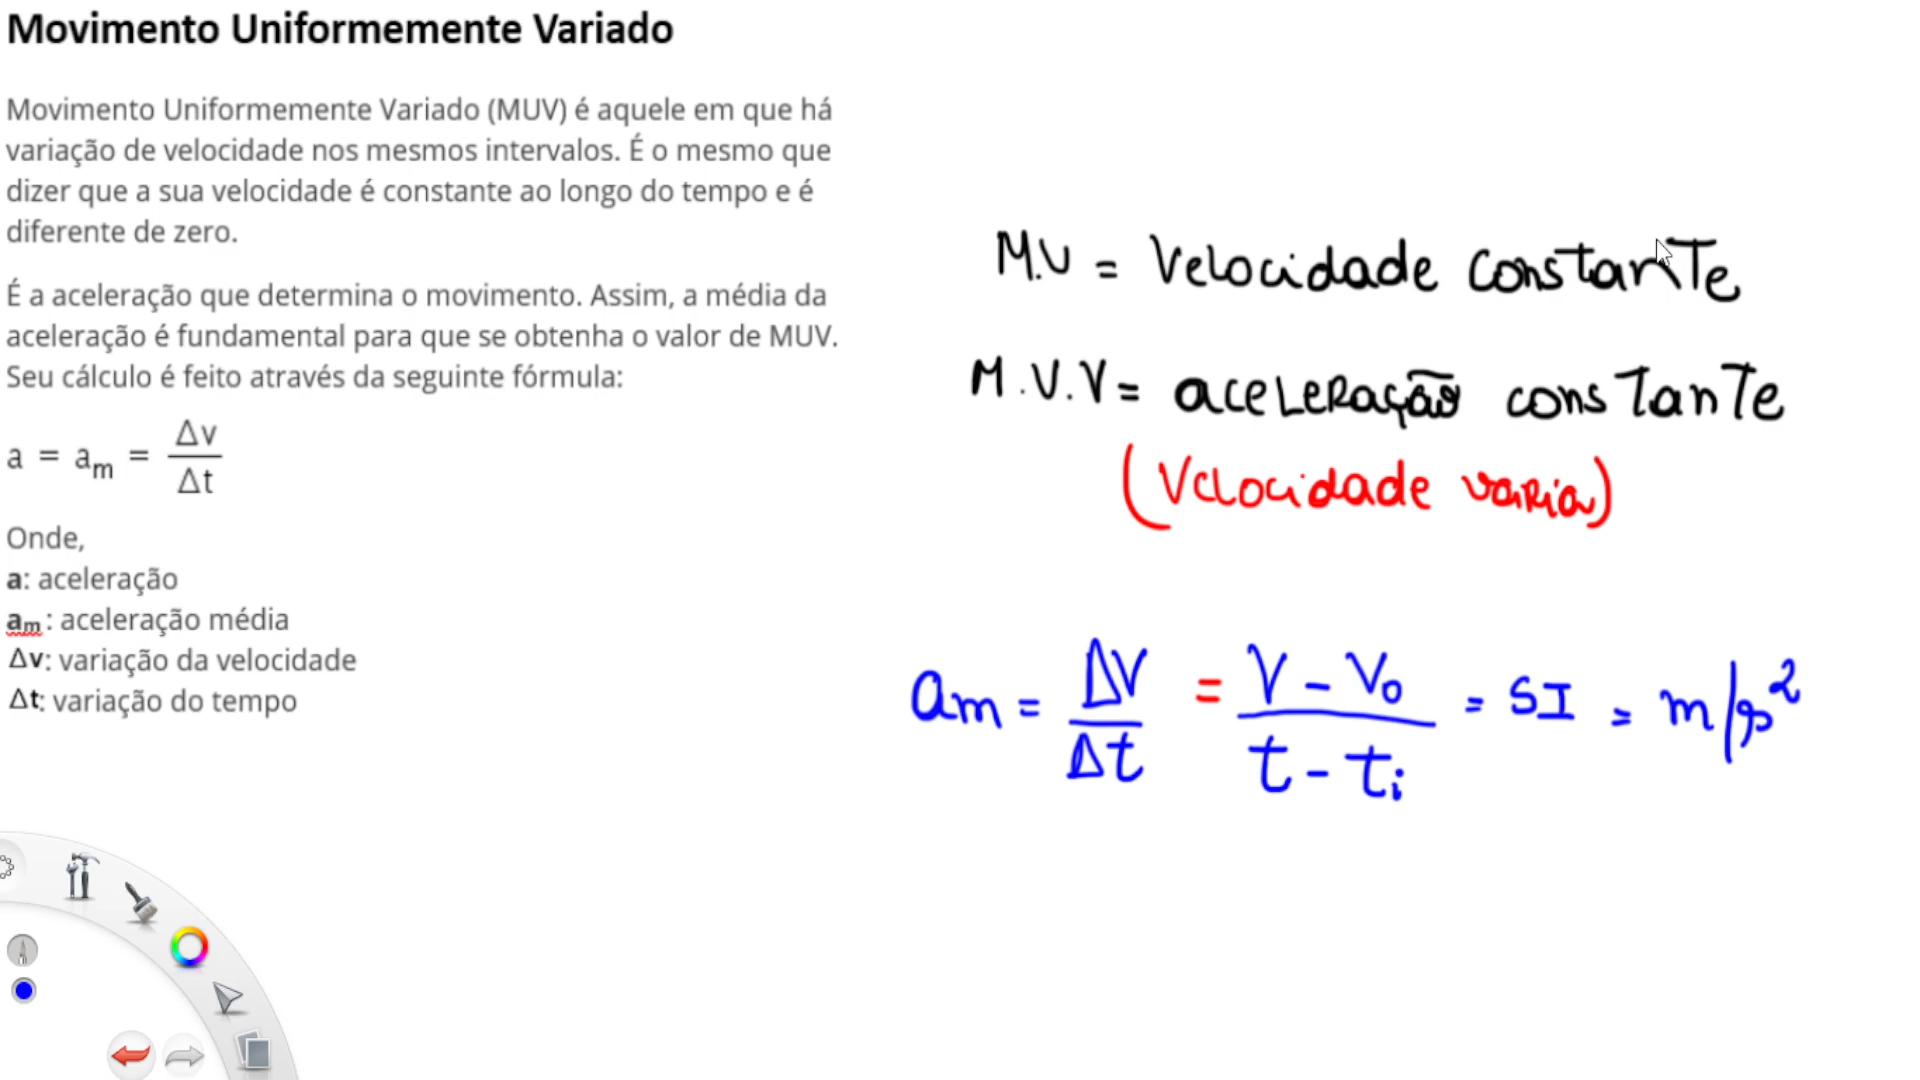 Movimento Uniformemente Variado
Movimento Uniformemente Variado (MUV) é aquele em que há
variação de velocidade nos mesmos intervalos. É o mesmo que
dizer que a sua velocidade é constante ao longo do tempo e é
diferente de zero.
É a aceleração que determina o movimento. Assim, a média da
aceleração é fundamental para que se obtenha o valor de MUV.
Seu cálculo é feito através da seguinte fórmula:
a = am = Δv / Δt
Onde,
a: aceleração
am: aceleração média
Δv: variação da velocidade
Δt: variação do tempo
M.U = Velocidade constante
M.U.V = aceleração constante
(Velocidade varia)
am = ΔV / Δt = V - V₀ / t - ti = SI = m/s²